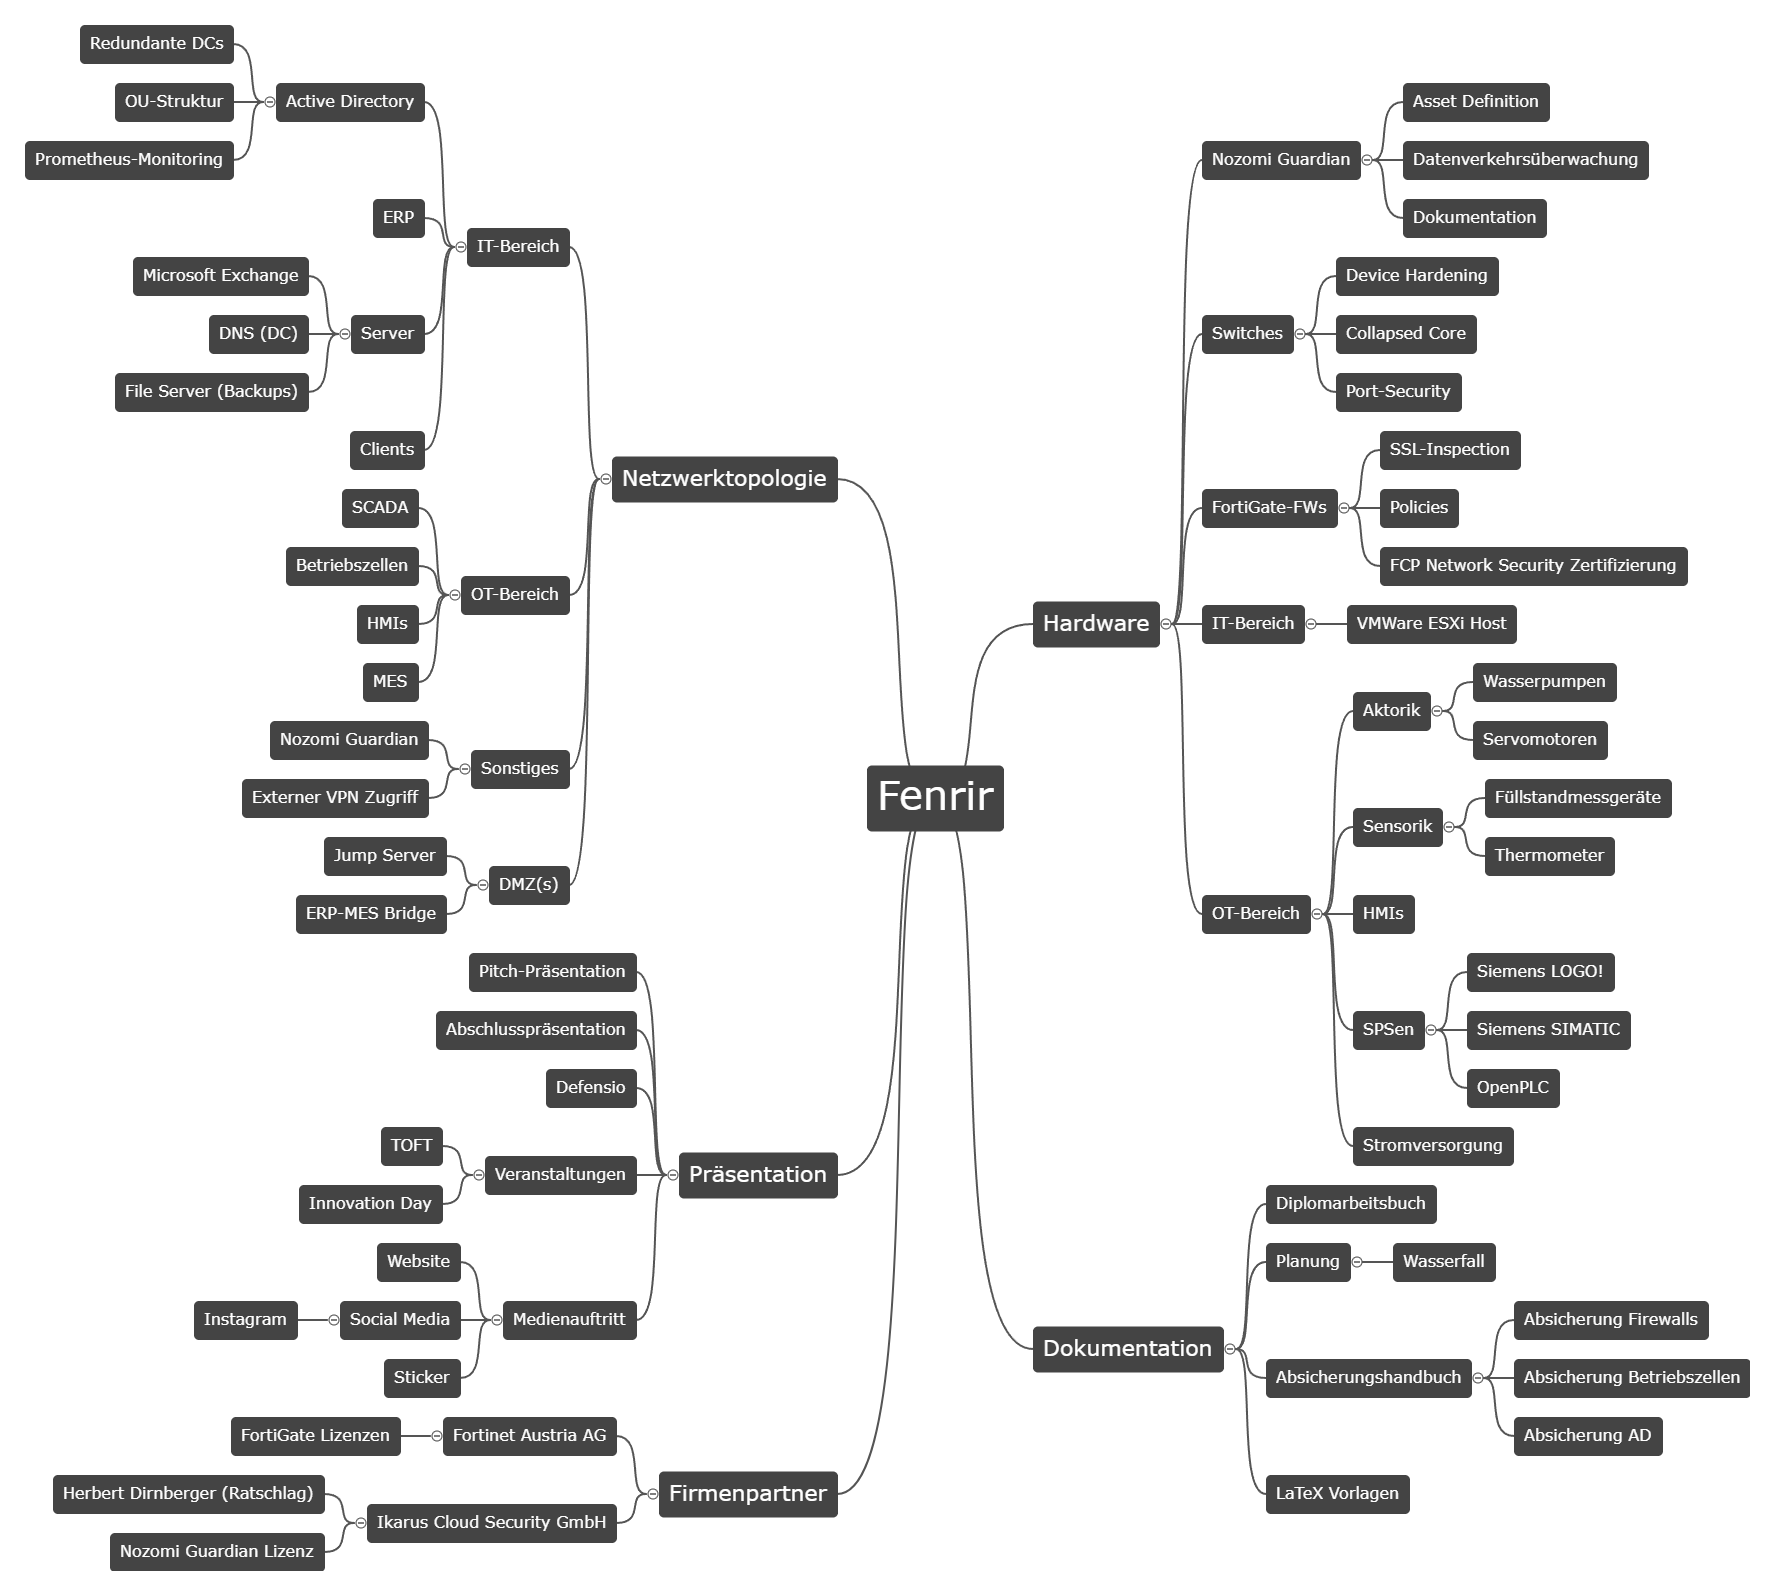 Fenrir
Netzwerktopologie
IT-Bereich
Active Directory
Redundante DCs
OU-Struktur
Prometheus-Monitoring
ERP
Server
Microsoft Exchange
DNS (DC)
File Server (Backups)
Clients
OT-Bereich
SCADA
Betriebszellen
HMIs
MES
Sonstiges
Nozomi Guardian
Externer VPN Zugriff
DMZ(s)
Jump Server
ERP-MES Bridge
Präsentation
Pitch-Präsentation
Abschlusspräsentation
Defensio
Veranstaltungen
TOFT
Innovation Day
Medienauftritt
Website
Social Media
Instagram
Sticker
Firmenpartner
Fortinet Austria AG
FortiGate Lizenzen
Ikarus Cloud Security GmbH
Herbert Dirnberger (Ratschlag)
Nozomi Guardian Lizenz
Hardware
Nozomi Guardian
Asset Definition
Datenverkehrsüberwachung
Dokumentation
Switches
Device Hardening
Collapsed Core
Port-Security
FortiGate-FWs
SSL-Inspection
Policies
FCP Network Security Zertifizierung
IT-Bereich
VMWare ESXi Host
OT-Bereich
Aktorik
Wasserpumpen
Servomotoren
Sensorik
Füllstandmessgeräte
Thermometer
HMIs
SPSen
Siemens LOGO!
Siemens SIMATIC
OpenPLC
Stromversorgung
Dokumentation
Diplomarbeitsbuch
Planung
Wasserfall
Absicherungshandbuch
Absicherung Firewalls
Absicherung Betriebszellen
Absicherung AD
LaTeX Vorlagen